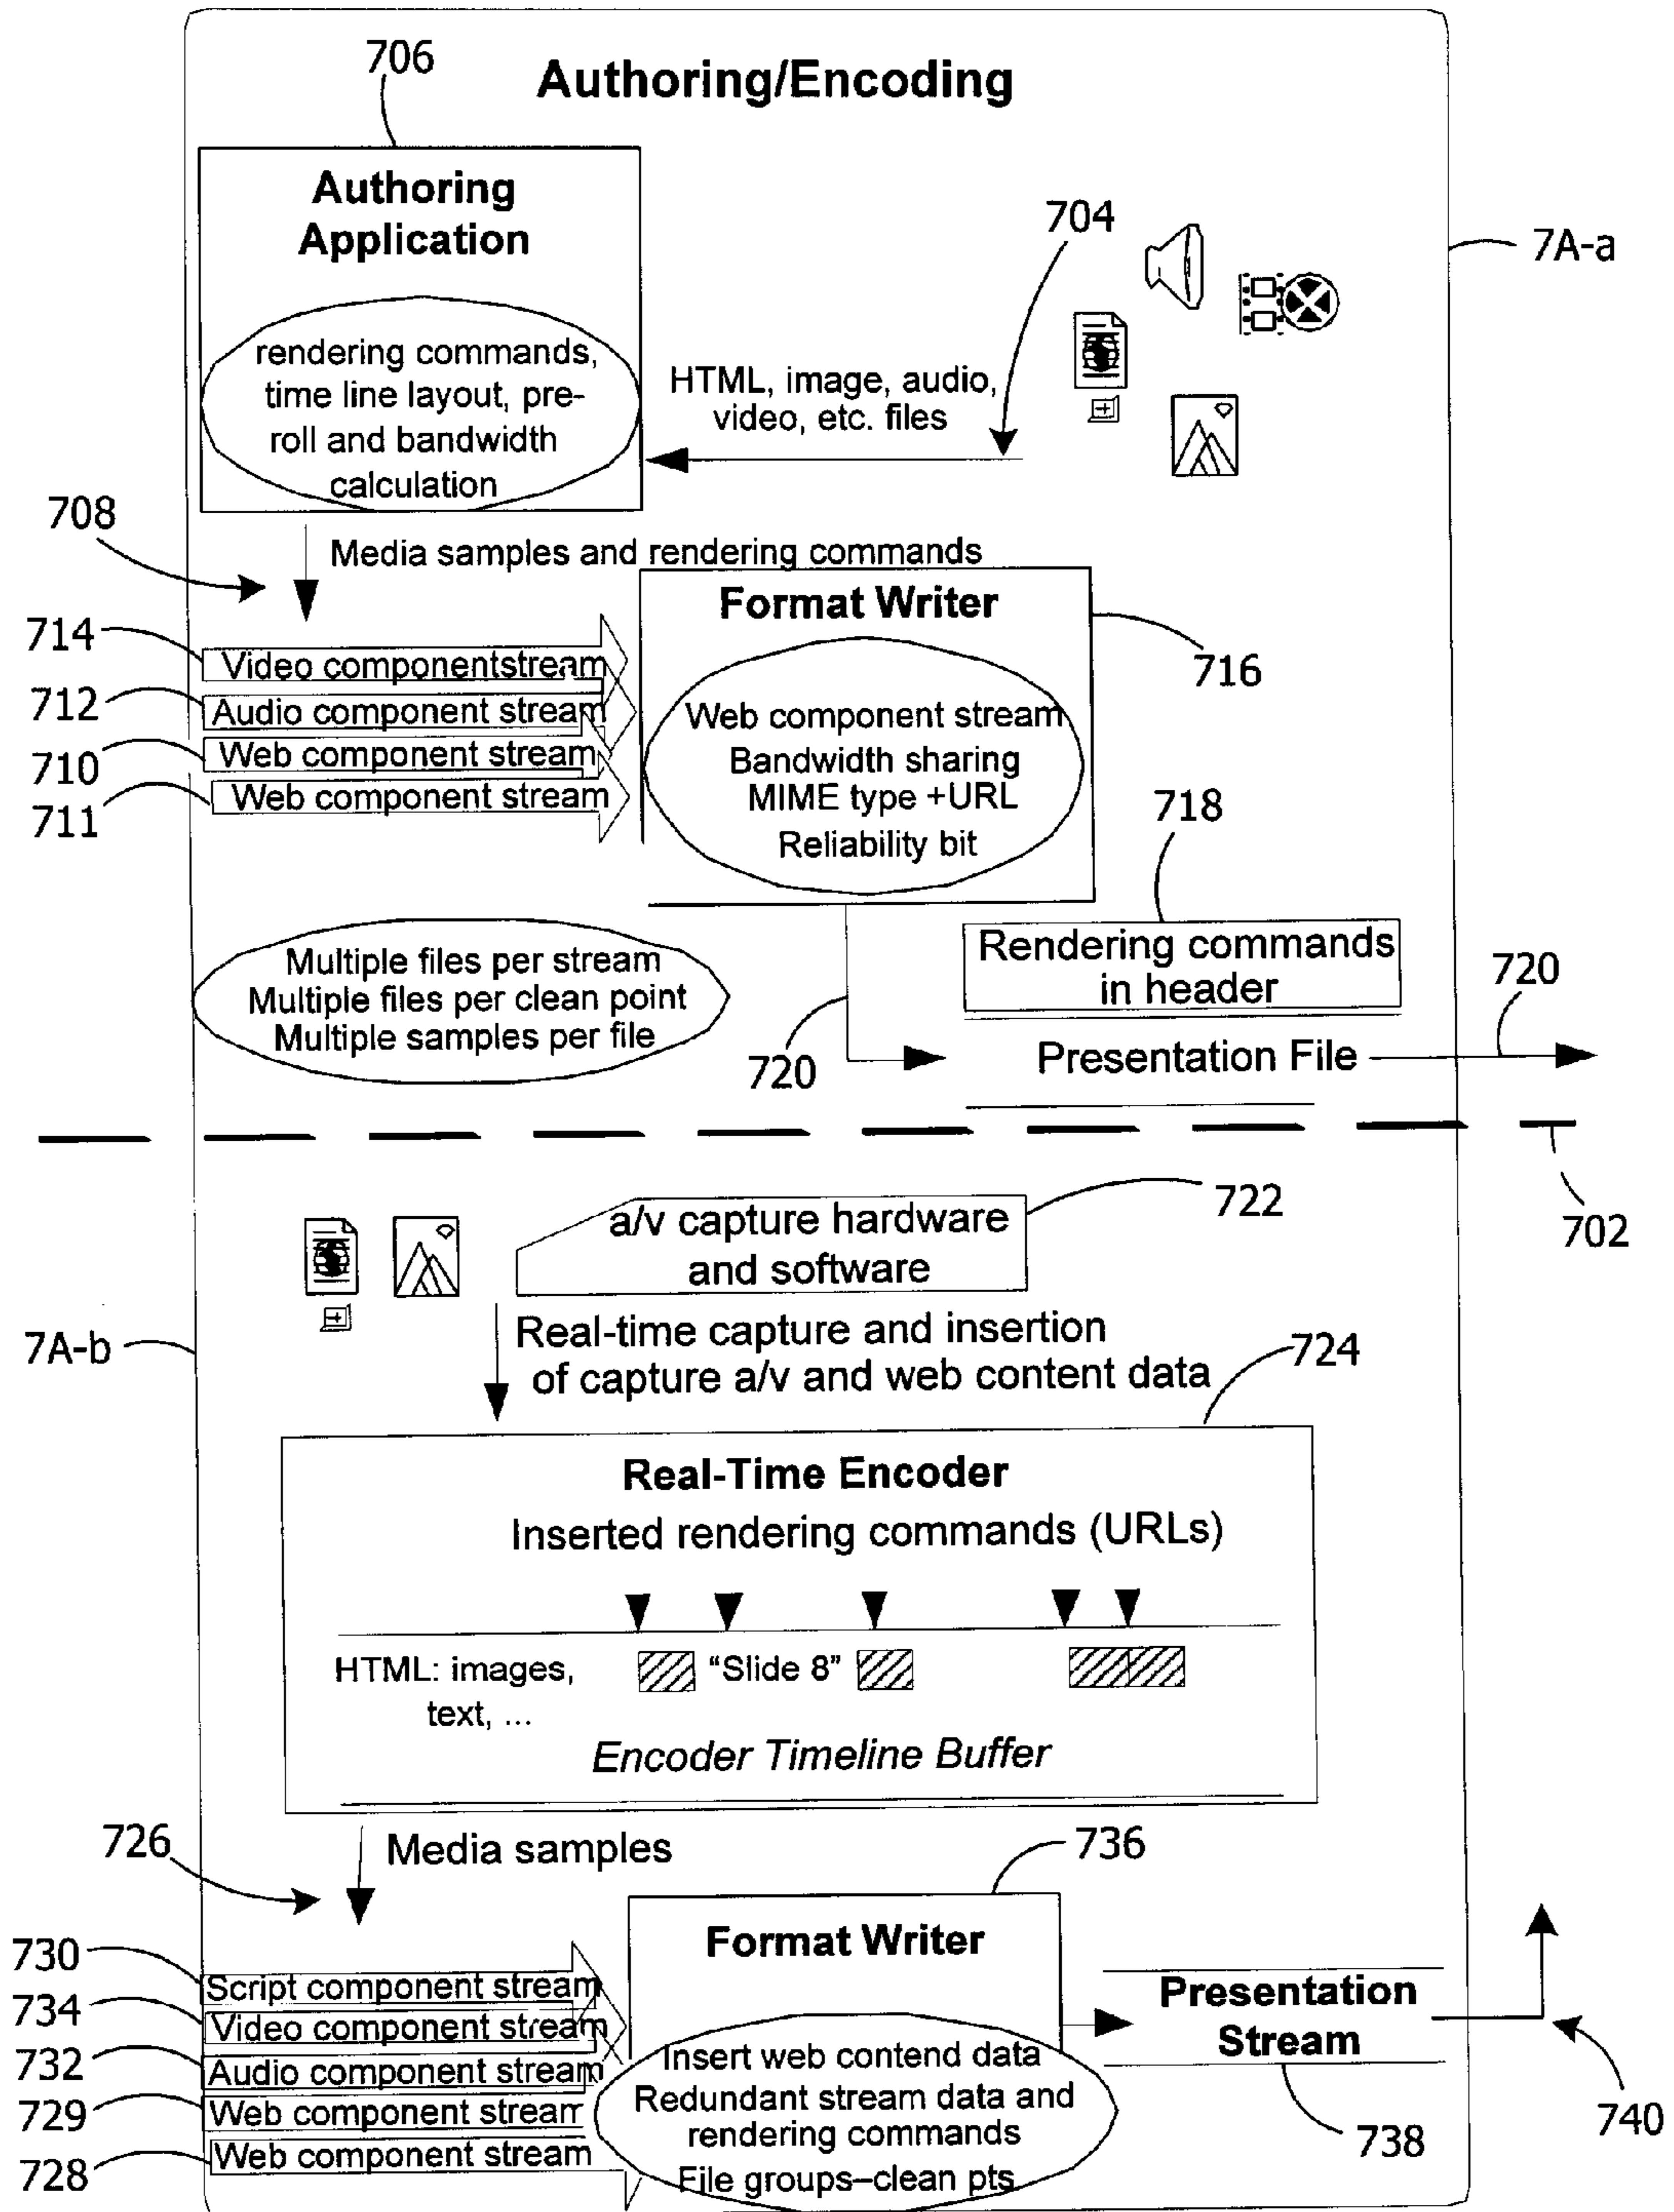 706
Authoring/Encoding
Authoring
Application
704
7A-a
rendering commands,
time line layout, pre-
roll and bandwidth
calculation
HTML, image, audio,
video, etc. files
708
Media samples and rendering commands
Format Writer
714
Video componentstream
716
712
Audio component stream
710
Web component stream
711
Web component stream
Web component stream
Bandwidth sharing
MIME type +URL
Reliability bit
718
Multiple files per stream
Multiple files per clean point
Multiple samples per file
Rendering commands
in header
720
720
Presentation File
702
a/v capture hardware
and software
722
7A-b
Real-time capture and insertion
of capture a/v and web content data
724
Real-Time Encoder
Inserted rendering commands (URLs)
HTML: images,
text, ...
"Slide 8"
Encoder Timeline Buffer
726
Media samples
736
Format Writer
730
Script component stream
734
Video component stream
732
Audio component stream
729
Web component stream
728
Web component stream
Insert web contend data
Redundant stream data and
rendering commands
File groups–clean pts
Presentation
Stream
738
740